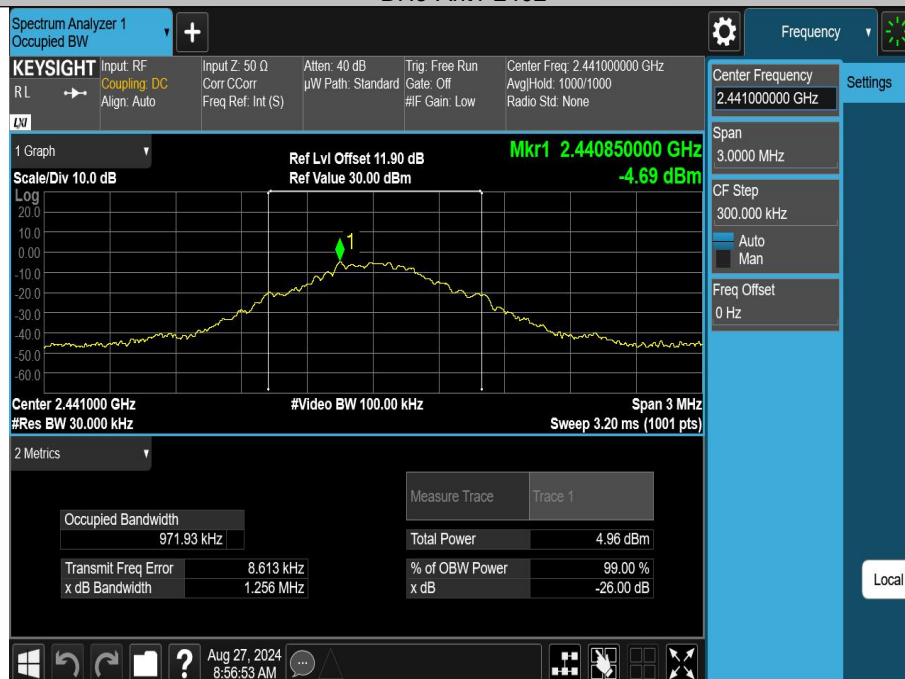 Spectrum Analyzer 1
Occupied BW
Frequency
KEYSIGHT
RL
LXI
Input: RF
Coupling: DC
Align: Auto
Input Z: 50 Ω
Corr CCorr
Freq Ref: Int (S)
Atten: 40 dB
µW Path: Standard
Trig: Free Run
Gate: Off
#IF Gain: Low
Center Freq: 2.441000000 GHz
Avg|Hold: 1000/1000
Radio Std: None
Center Frequency
2.441000000 GHz
Settings
Span
3.0000 MHz
CF Step
300.000 kHz
Auto
Man
Freq Offset
0 Hz
Local
1 Graph
Scale/Div 10.0 dB
Ref Lvl Offset 11.90 dB
Ref Value 30.00 dBm
Mkr1 2.440850000 GHz
-4.69 dBm
Log
20.0
10.0
0.00
-10.0
-20.0
-30.0
-40.0
-50.0
-60.0
1
Center 2.441000 GHz
#Res BW 30.000 kHz
#Video BW 100.00 kHz
Span 3 MHz
Sweep 3.20 ms (1001 pts)
2 Metrics
Measure Trace Trace 1
Occupied Bandwidth
971.93 kHz
Total Power 4.96 dBm
Transmit Freq Error 8.613 kHz
% of OBW Power 99.00 %
x dB Bandwidth 1.256 MHz
x dB -26.00 dB
Aug 27, 2024
8:56:53 AM